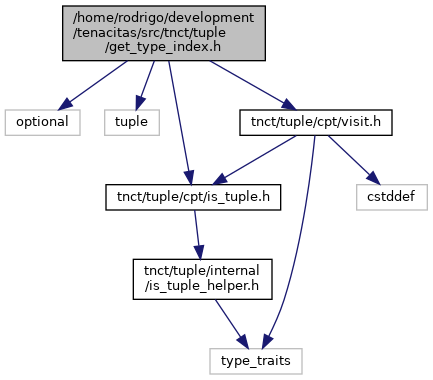 /home/rodrigo/development
/tenacitas/src/tnct/tuple
/get_type_index.h
optional
tuple
tnct/tuple/cpt/visit.h
tnct/tuple/cpt/is_tuple.h
cstddef
tnct/tuple/internal
/is_tuple_helper.h
type_traits